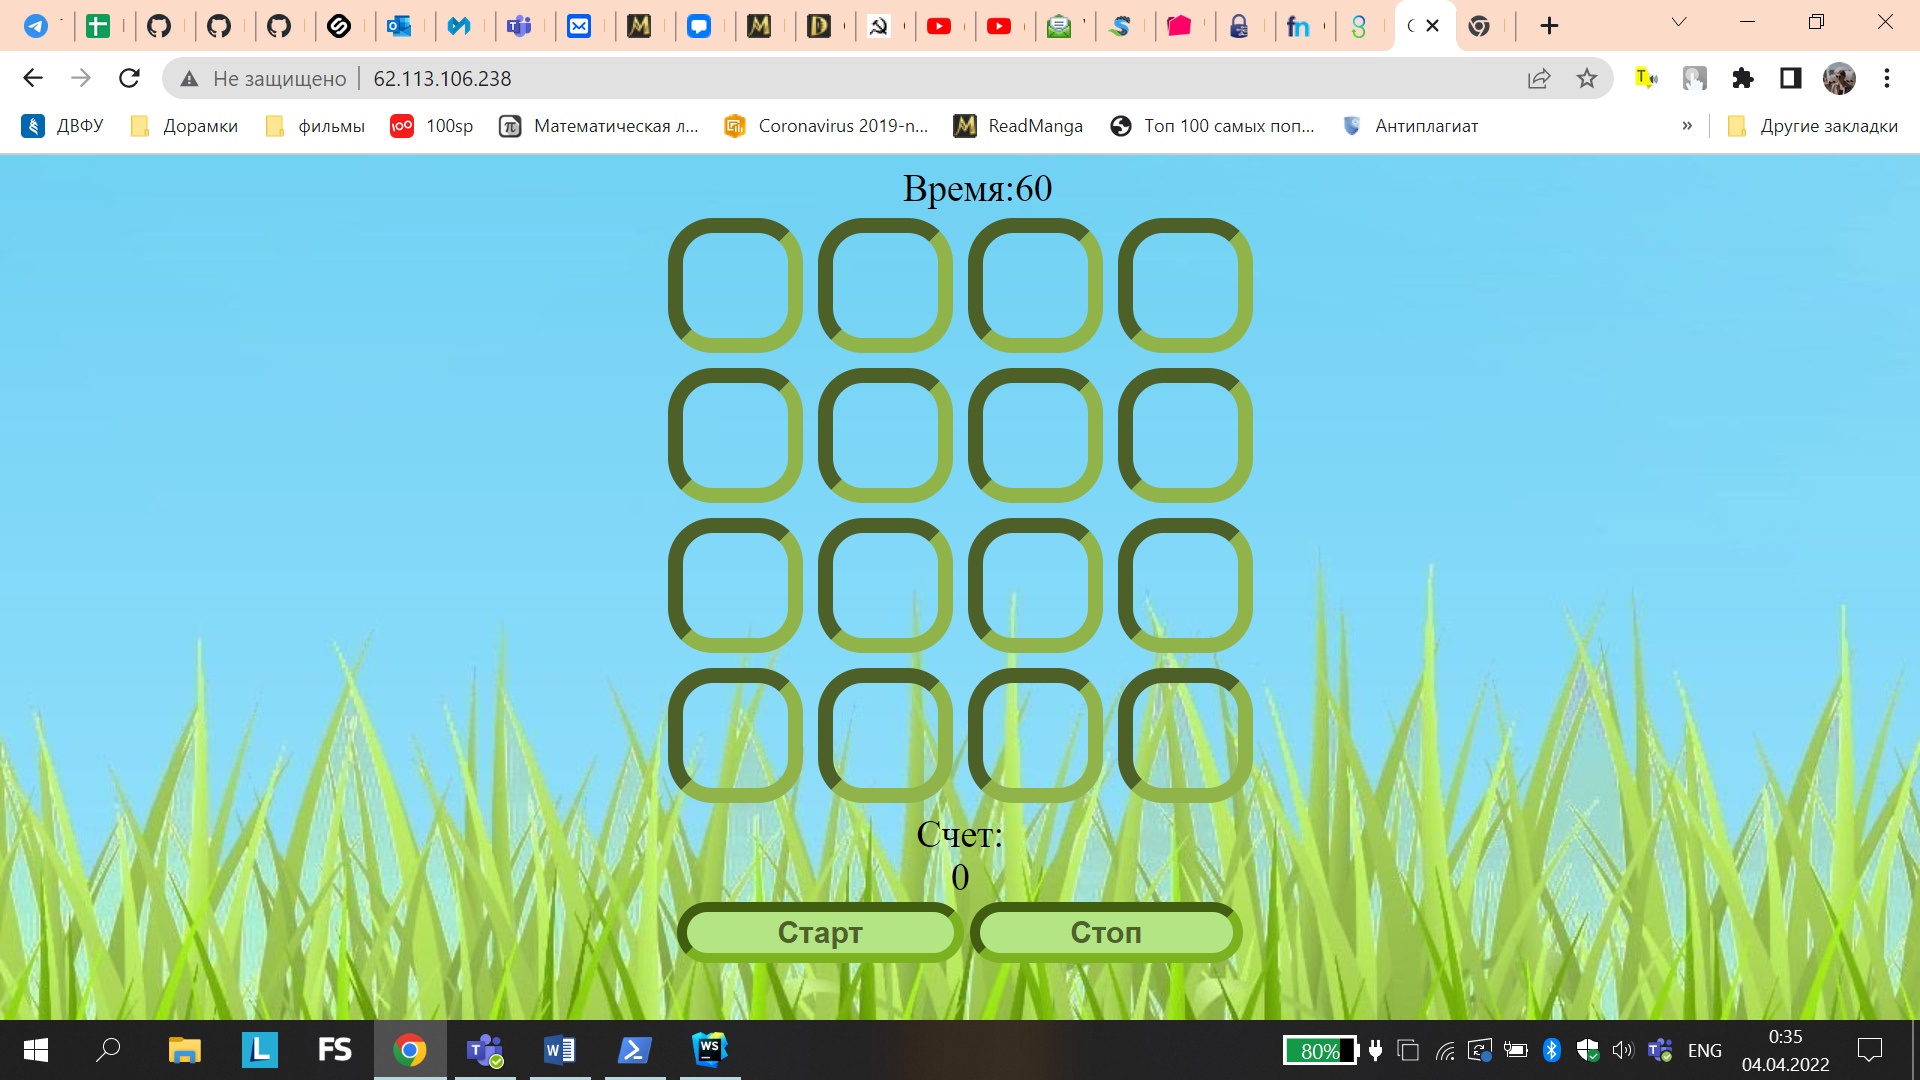 Не защищено
62.113.106.238
ДВФУ
Дорамки
фильмы
100sp
Математическая л...
Coronavirus 2019-n...
ReadManga
Топ 100 самых поп...
Антиплагиат
»
Другие закладки
Время:60
Счет:
0
Старт
Стоп
L
FS
WS
80%
ENG
0:35
04.04.2022